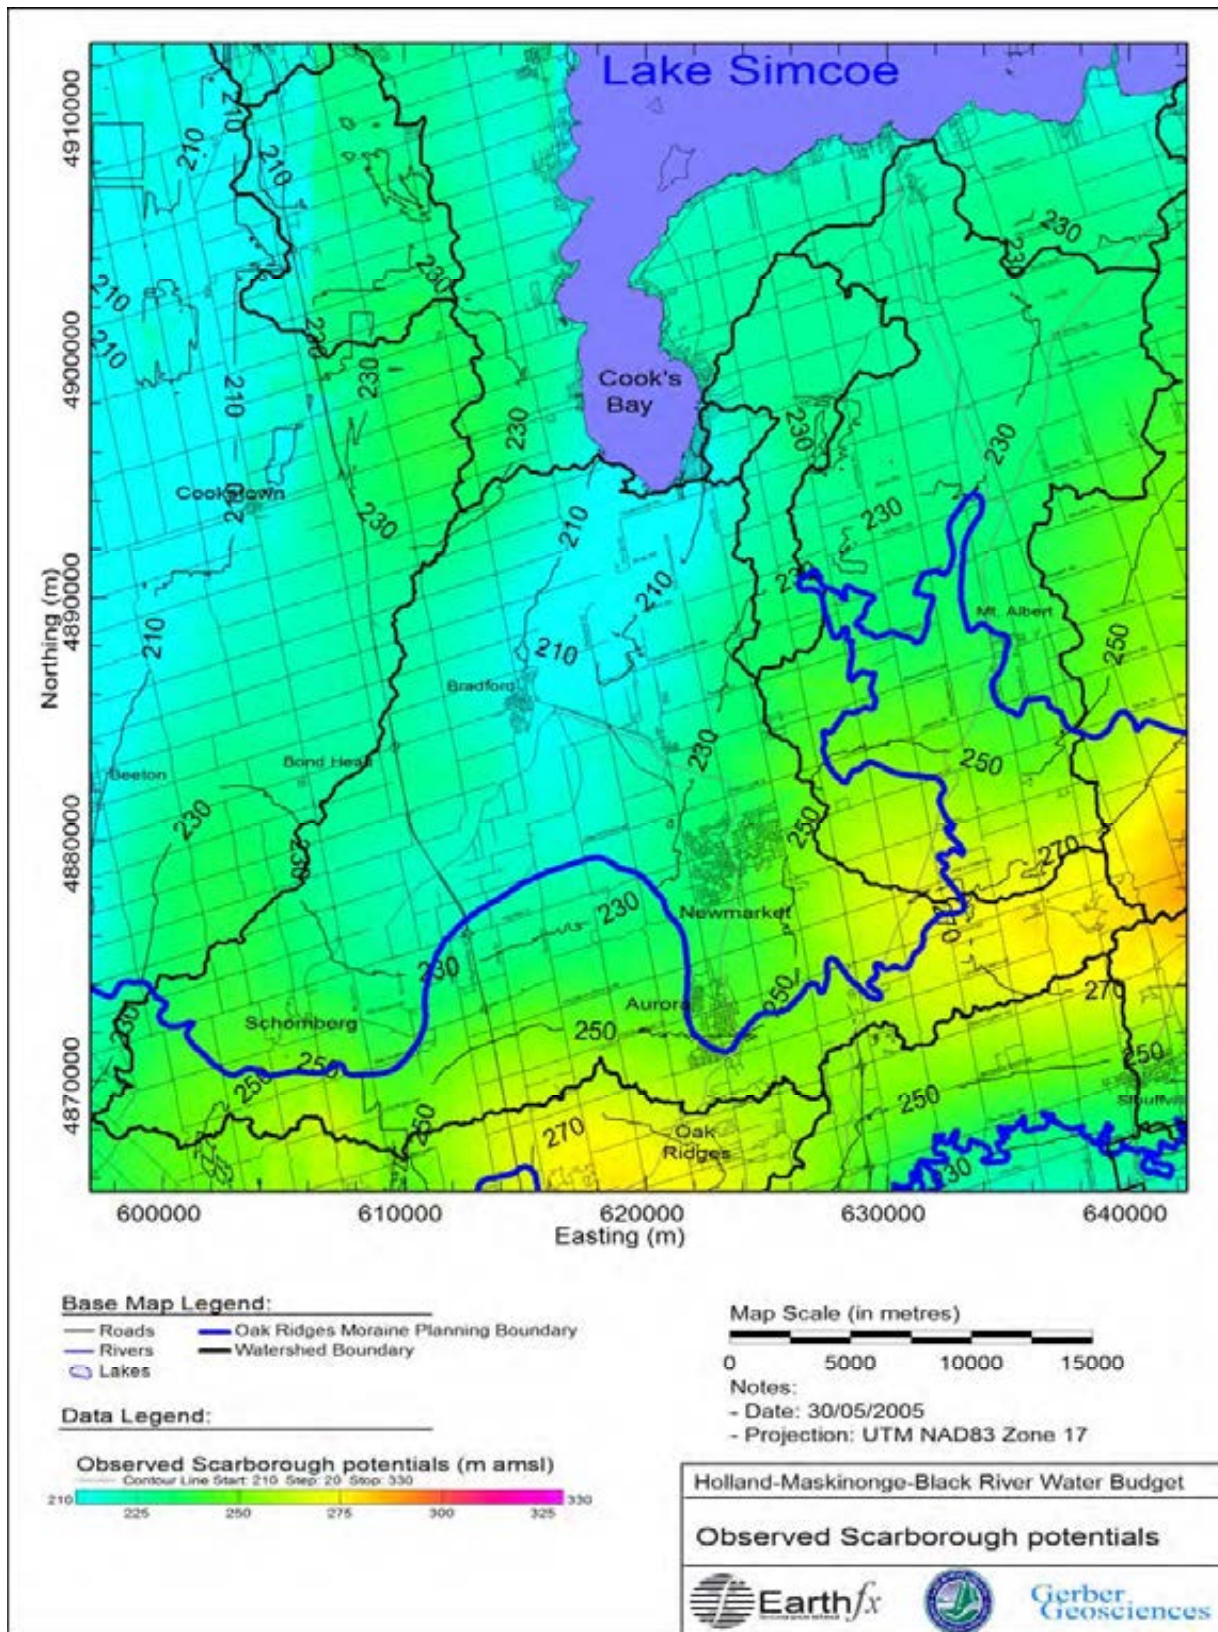 Lake Simcoe
Cook's
Bay
Cookstown
Mt. Albert
Bradford
Bond Head
Beeton
Newmarket
Aurora
Schomberg
Oak
Ridges
210
210
210
230
230
230
210
210
230
230
210
230
230
230
230
230
210
210
210
210
250
230
250
230
250
270
230
230
230
250
270
250
250
250
250
250
250
270
Northing (m)
4910000
4900000
4890000
4880000
4870000
600000
610000
620000
630000
640000
Easting (m)
Base Map Legend:
Roads
Oak Ridges Moraine Planning Boundary
Rivers
Watershed Boundary
Lakes
Data Legend:
Observed Scarborough potentials (m amsl)
Contour Line Start: 210 Step: 20 Stop: 330
210 330
225 250 275 300 325
Map Scale (in metres)
0 5000 10000 15000
Notes:
- Date: 30/05/2005
- Projection: UTM NAD83 Zone 17
Holland-Maskinonge-Black River Water Budget
Observed Scarborough potentials
Earthfx
Gerber
Geosciences